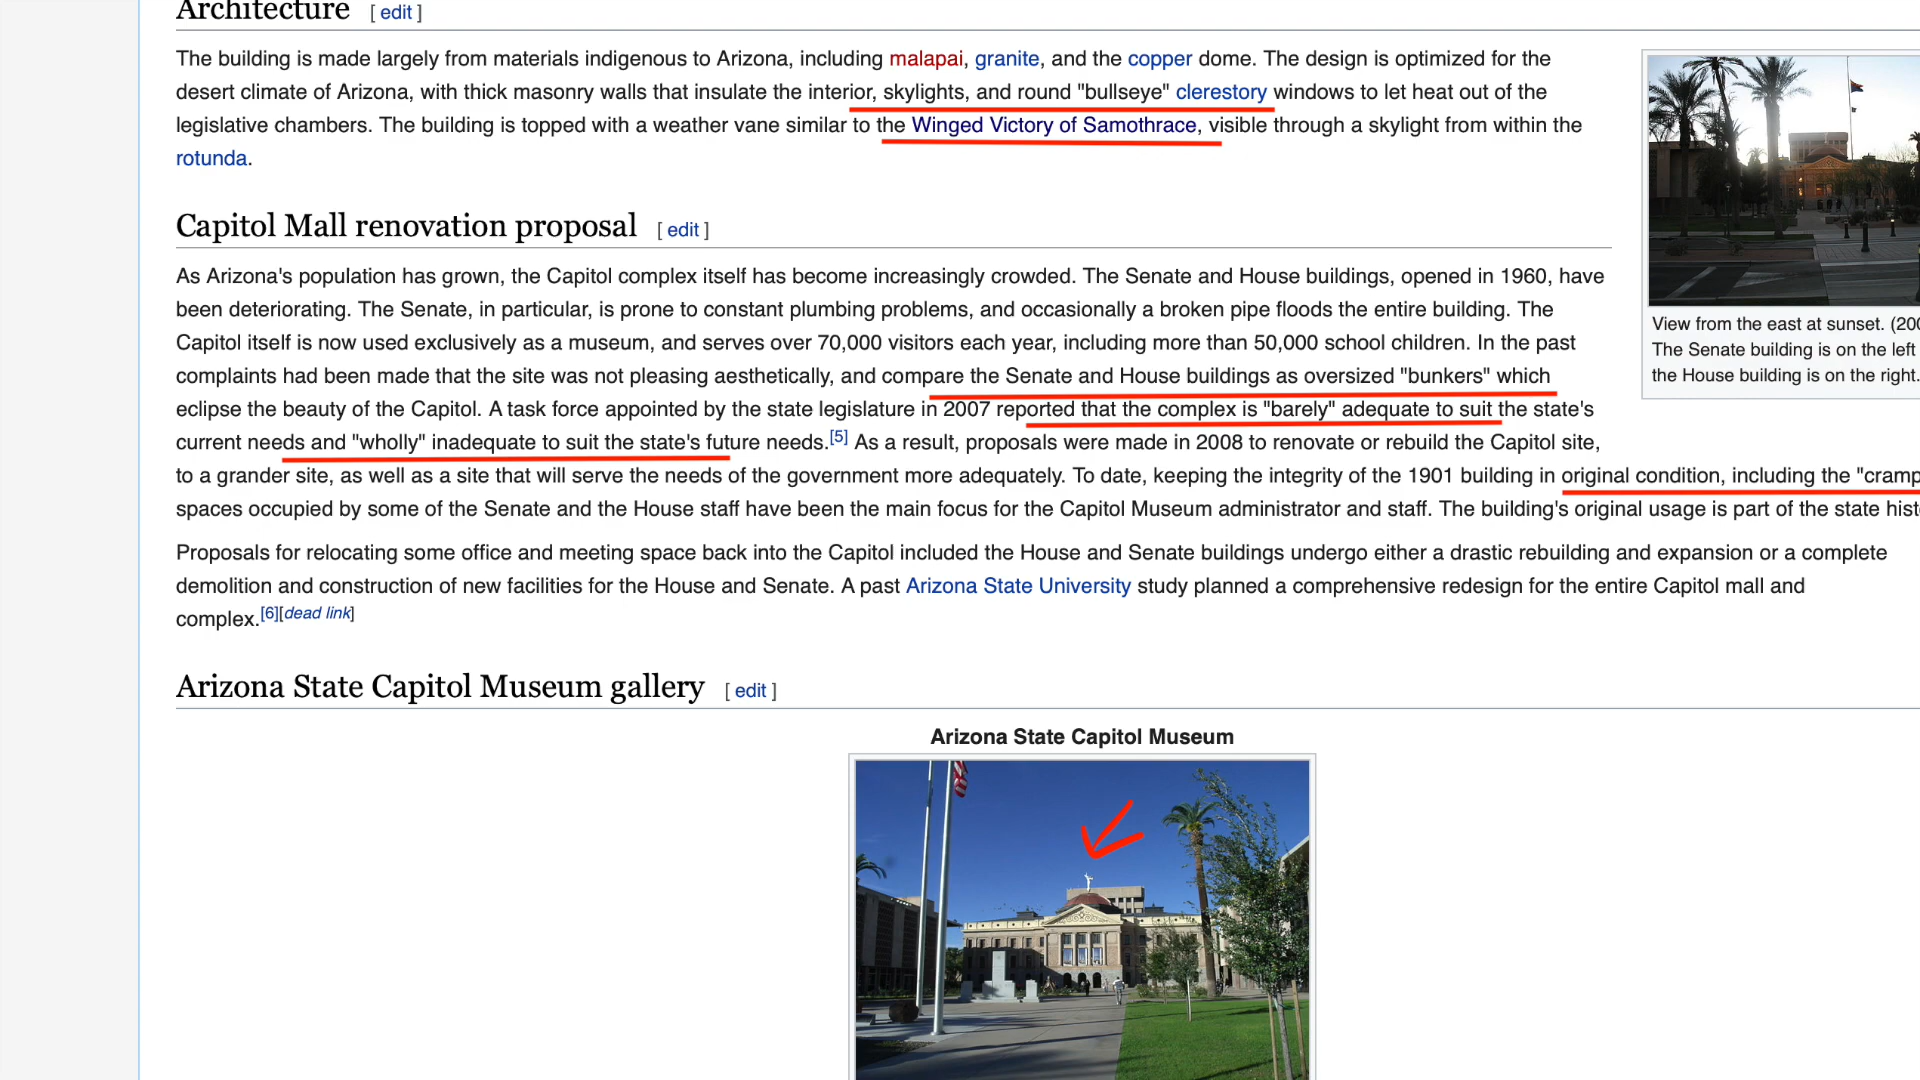 Architecture [ edit ]
The building is made largely from materials indigenous to Arizona, including malapai, granite, and the copper dome. The design is optimized for the
desert climate of Arizona, with thick masonry walls that insulate the interior, skylights, and round "bullseye" clerestory windows to let heat out of the
legislative chambers. The building is topped with a weather vane similar to the Winged Victory of Samothrace, visible through a skylight from within the
rotunda.
Capitol Mall renovation proposal [ edit ]
As Arizona's population has grown, the Capitol complex itself has become increasingly crowded. The Senate and House buildings, opened in 1960, have
been deteriorating. The Senate, in particular, is prone to constant plumbing problems, and occasionally a broken pipe floods the entire building. The
Capitol itself is now used exclusively as a museum, and serves over 70,000 visitors each year, including more than 50,000 school children. In the past
complaints had been made that the site was not pleasing aesthetically, and compare the Senate and House buildings as oversized "bunkers" which
eclipse the beauty of the Capitol. A task force appointed by the state legislature in 2007 reported that the complex is "barely" adequate to suit the state's
current needs and "wholly" inadequate to suit the state's future needs.[5] As a result, proposals were made in 2008 to renovate or rebuild the Capitol site,
to a grander site, as well as a site that will serve the needs of the government more adequately. To date, keeping the integrity of the 1901 building in original condition, including the "cramp
spaces occupied by some of the Senate and the House staff have been the main focus for the Capitol Museum administrator and staff. The building's original usage is part of the state hist
Proposals for relocating some office and meeting space back into the Capitol included the House and Senate buildings undergo either a drastic rebuilding and expansion or a complete
demolition and construction of new facilities for the House and Senate. A past Arizona State University study planned a comprehensive redesign for the entire Capitol mall and
complex.[6][dead link]
View from the east at sunset. (200
The Senate building is on the left
the House building is on the right.
Arizona State Capitol Museum gallery [ edit ]
Arizona State Capitol Museum